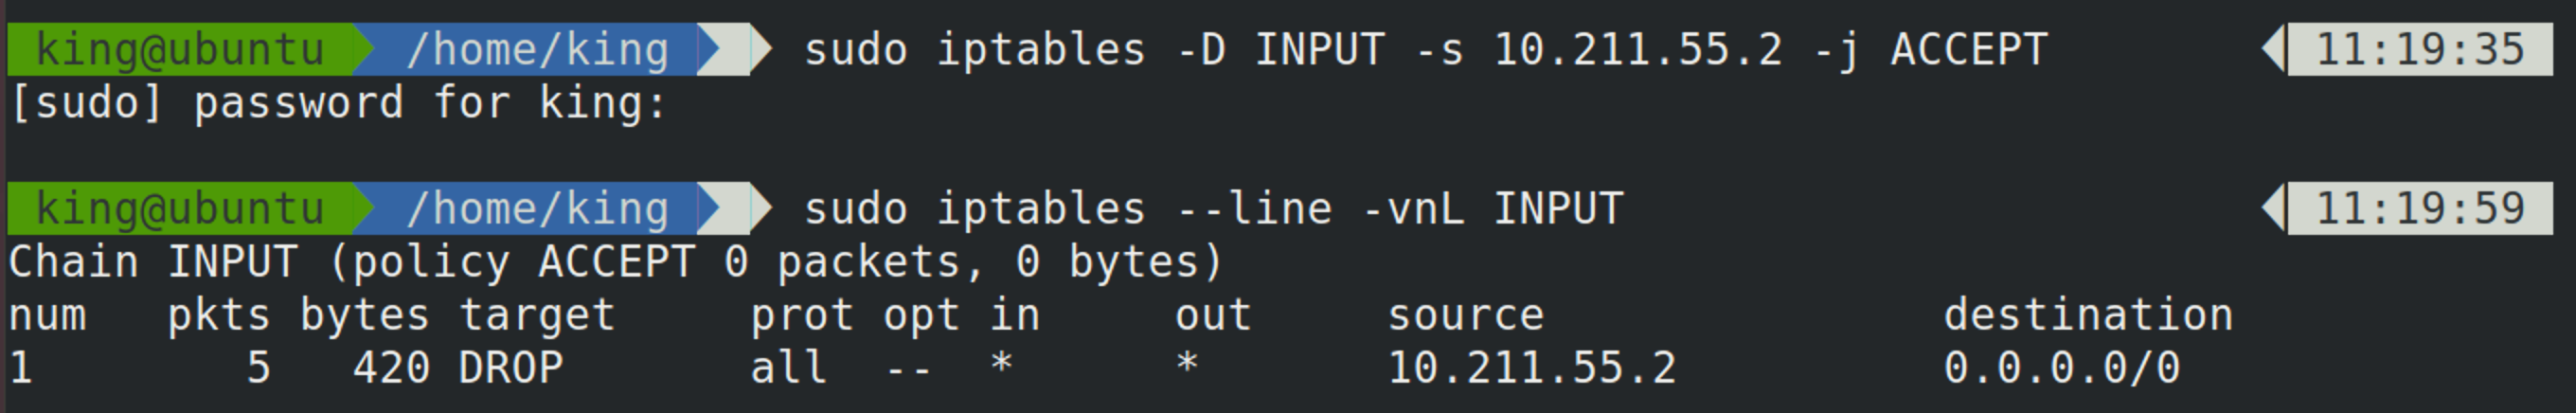 king@ubuntu /home/king sudo iptables -D INPUT -s 10.211.55.2 -j ACCEPT 11:19:35
[sudo] password for king:
king@ubuntu /home/king sudo iptables --line -vnL INPUT 11:19:59
Chain INPUT (policy ACCEPT 0 packets, 0 bytes)
num   pkts bytes target     prot opt in     out     source               destination
1        5   420 DROP       all  --  *      *       10.211.55.2          0.0.0.0/0